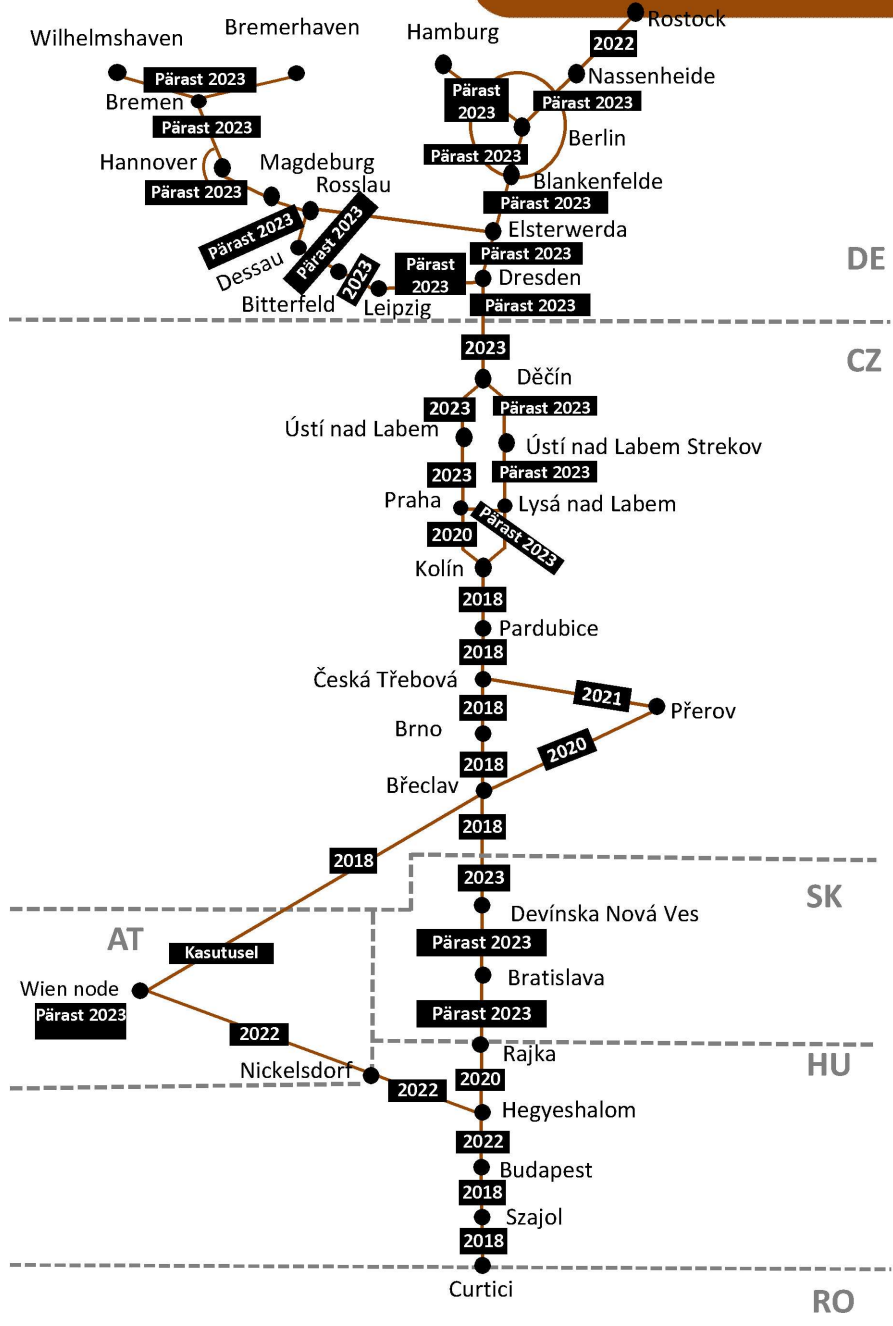 Rostock
Hamburg
Bremerhaven
Wilhelmshaven
2022
Nassenheide
Pärast 2023
Pärast
2023
Pärast 2023
Bremen
Pärast 2023
Berlin
Pärast 2023
Hannover
Magdeburg
Blankenfelde
Rosslau
Pärast 2023
Pärast 2023
Elsterwerda
Pärast 2023
Pärast 2023
Pärast 2023
DE
Dessau
Pärast
2023
2023
Dresden
Bitterfeld
Leipzig
Pärast 2023
2023
CZ
Děčín
2023
Pärast 2023
Ústí nad Labem
Ústí nad Labem Strekov
2023
Pärast 2023
Praha
Lysá nad Labem
2020
Pärast 2023
Kolín
2018
Pardubice
2018
Česká Třebová
2021
2018
Přerov
Brno
2020
2018
Břeclav
2018
2018
2023
SK
Devínska Nová Ves
AT
Pärast 2023
Kasutusel
Bratislava
Wien node
Pärast 2023
Pärast 2023
2022
Rajka
HU
Nickelsdorf
2020
2022
Hegyeshalom
2022
Budapest
2018
Szajol
2018
Curtici
RO